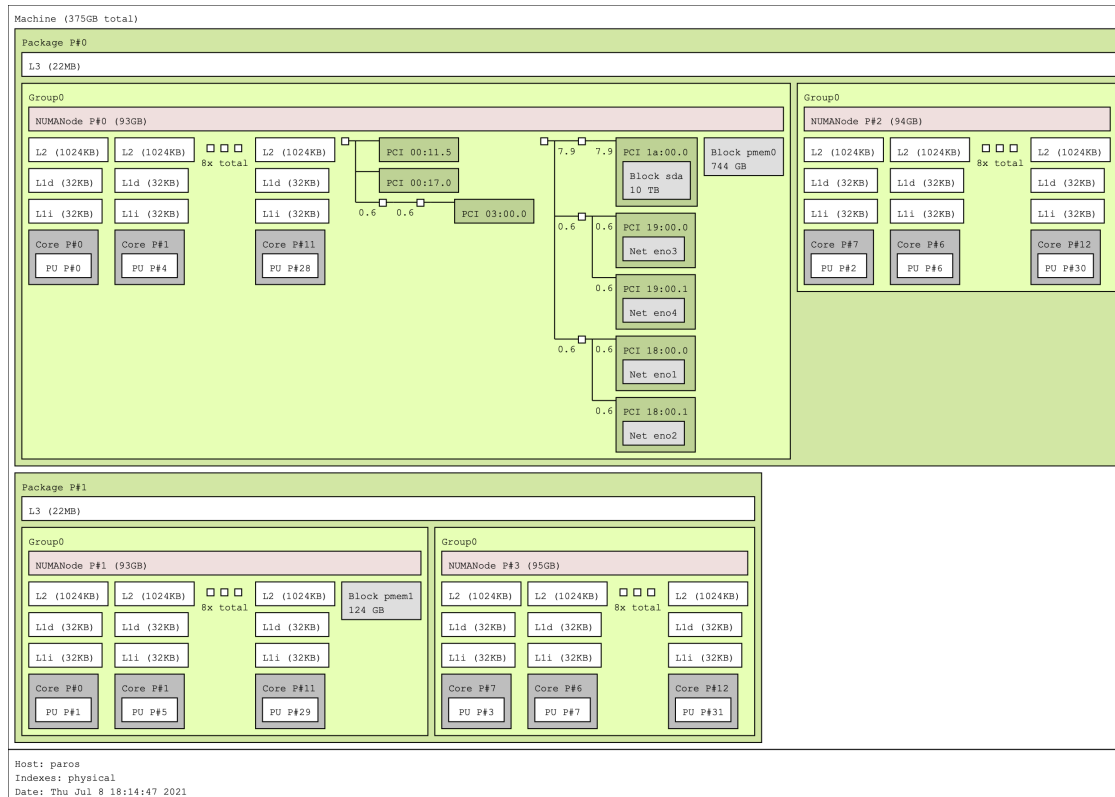 Machine (375GB total)
Package P#0
L3 (22MB)
Group0
NUMANode P#0 (93GB)
L2 (1024KB) L2 (1024KB) 8x total L2 (1024KB)
L1d (32KB) L1d (32KB) L1d (32KB)
L1i (32KB) L1i (32KB) L1i (32KB)
Core P#0 Core P#1 Core P#11
PU P#0 PU P#4 PU P#28
PCI 00:11.5
PCI 00:17.0
0.6 0.6 PCI 03:00.0
7.9 7.9 PCI 1a:00.0
Block sda
10 TB
0.6 0.6 PCI 19:00.0
Net eno3
0.6 PCI 19:00.1
Net eno4
0.6 0.6 PCI 18:00.0
Net eno1
0.6 PCI 18:00.1
Net eno2
Block pmem0
744 GB
Group0
NUMANode P#2 (94GB)
L2 (1024KB) L2 (1024KB) 8x total L2 (1024KB)
L1d (32KB) L1d (32KB) L1d (32KB)
L1i (32KB) L1i (32KB) L1i (32KB)
Core P#7 Core P#6 Core P#12
PU P#2 PU P#6 PU P#30
Package P#1
L3 (22MB)
Group0
NUMANode P#1 (93GB)
L2 (1024KB) L2 (1024KB) 8x total L2 (1024KB)
L1d (32KB) L1d (32KB) L1d (32KB)
L1i (32KB) L1i (32KB) L1i (32KB)
Core P#0 Core P#1 Core P#11
PU P#1 PU P#5 PU P#29
Block pmem1
124 GB
Group0
NUMANode P#3 (95GB)
L2 (1024KB) L2 (1024KB) 8x total L2 (1024KB)
L1d (32KB) L1d (32KB) L1d (32KB)
L1i (32KB) L1i (32KB) L1i (32KB)
Core P#7 Core P#6 Core P#12
PU P#3 PU P#7 PU P#31
Host: paros
Indexes: physical
Date: Thu Jul 8 18:14:47 2021